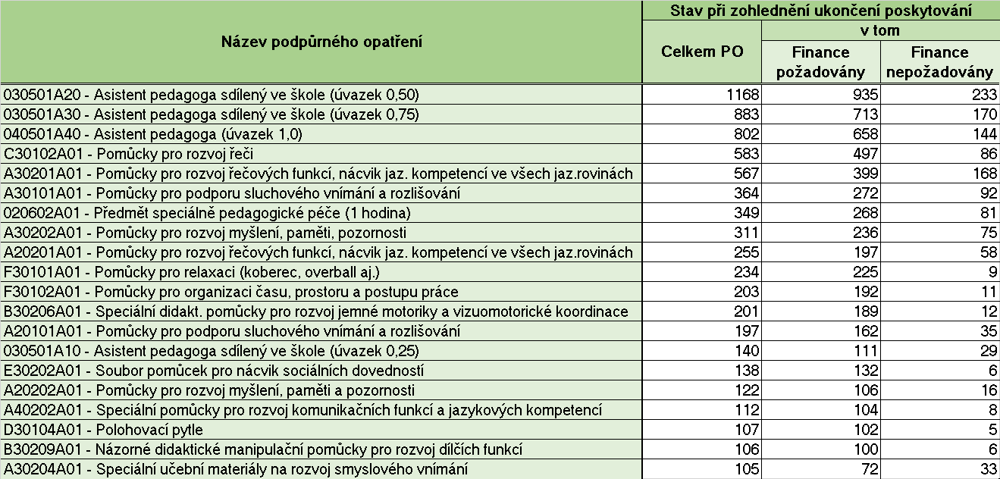 Název podpůrného opatření
Stav při zohlednění ukončení poskytování
Celkem PO
v tom
Finance požadovány
Finance nepožadovány
030501A20 - Asistent pedagoga sdílený ve škole (úvazek 0,50) 1168 935 233
030501A30 - Asistent pedagoga sdílený ve škole (úvazek 0,75) 883 713 170
040501A40 - Asistent pedagoga (úvazek 1,0) 802 658 144
C30102A01 - Pomůcky pro rozvoj řeči 583 497 86
A30201A01 - Pomůcky pro rozvoj řečových funkcí, nácvik jaz. kompetencí ve všech jaz.rovinách 567 399 168
A30101A01 - Pomůcky pro podporu sluchového vnímání a rozlišování 364 272 92
020602A01 - Předmět speciálně pedagogické péče (1 hodina) 349 268 81
A30202A01 - Pomůcky pro rozvoj myšlení, paměti, pozornosti 311 236 75
A20201A01 - Pomůcky pro rozvoj řečových funkcí, nácvik jaz. kompetencí ve všech jaz.rovinách 255 197 58
F30101A01 - Pomůcky pro relaxaci (koberec, overball aj.) 234 225 9
F30102A01 - Pomůcky pro organizaci času, prostoru a postupu práce 203 192 11
B30206A01 - Speciální didakt. pomůcky pro rozvoj jemné motoriky a vizuomotorické koordinace 201 189 12
A20101A01 - Pomůcky pro podporu sluchového vnímání a rozlišování 197 162 35
030501A10 - Asistent pedagoga sdílený ve škole (úvazek 0,25) 140 111 29
E30202A01 - Soubor pomůcek pro nácvik sociálních dovedností 138 132 6
A20202A01 - Pomůcky pro rozvoj myšlení, paměti a pozornosti 122 106 16
A40202A01 - Speciální pomůcky pro rozvoj komunikačních funkcí a jazykových kompetencí 112 104 8
D30104A01 - Polohovací pytle 107 102 5
B30209A01 - Názorné didaktické manipulační pomůcky pro rozvoj dílčích funkcí 106 100 6
A30204A01 - Speciální učební materiály na rozvoj smyslového vnímání 105 72 33